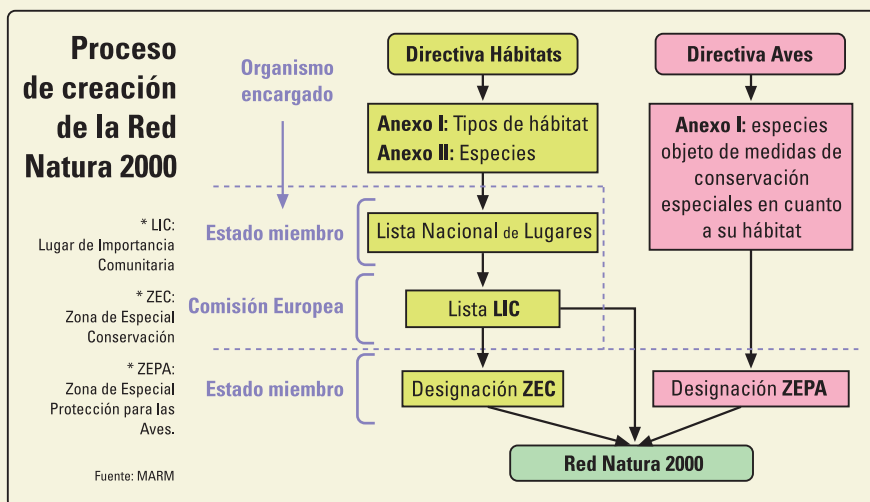 Proceso
de creación
de la Red
Natura 2000
* LIC:
Lugar de Importancia
Comunitaria
* ZEC:
Zona de Especial
Conservación
* ZEPA:
Zona de Especial
Protección para las
Aves.
Fuente: MARM
Organismo
encargado
Estado miembro
Comisión Europea
Estado miembro
Directiva Hábitats
Anexo I: Tipos de hábitat
Anexo II: Especies
Lista Nacional de Lugares
Lista LIC
Designación ZEC
Directiva Aves
Anexo I: especies
objeto de medidas de
conservación
especiales en cuanto
a su hábitat
Designación ZEPA
Red Natura 2000